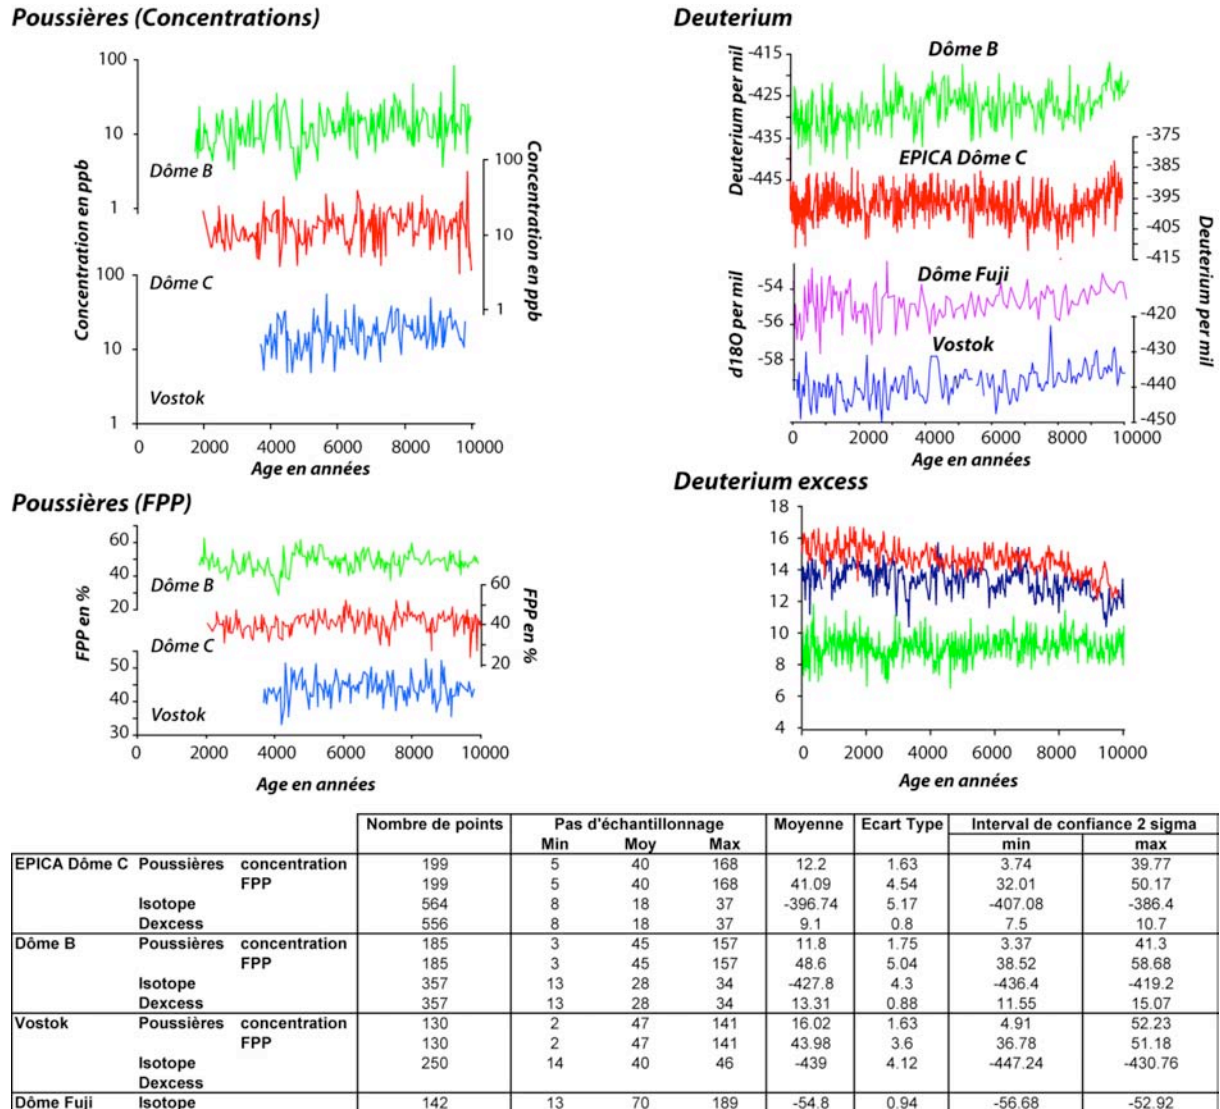 Poussières (Concentrations)
100
10
1
Concentration en ppb
Dôme B
100
10
1
Concentration en ppb
Dôme C
100
10
1
Vostok
0 2000 4000 6000 8000 10000
Age en années
Deuterium
-415
-425
-435
-445
Deuterium per mil
Dôme B
-375
-385
-395
-405
-415
Deuterium per mil
EPICA Dôme C
-54
-56
-58
d18O per mil
Dôme Fuji
-420
-430
-440
-450
Vostok
0 2000 4000 6000 8000 10000
Age en années
Poussières (FPP)
60
40
20
FPP en %
Dôme B
60
40
20
FPP en %
Dôme C
50
40
30
Vostok
0 2000 4000 6000 8000 10000
Age en années
Deuterium excess
18
16
14
12
10
8
6
4
0 2000 4000 6000 8000 10000
Age en années
Nombre de points Pas d'échantillonnage Moyenne Ecart Type Interval de confiance 2 sigma
Min Moy Max min max
EPICA Dôme C Poussières concentration 199 5 40 168 12.2 1.63 3.74 39.77
FPP 199 5 40 168 41.09 4.54 32.01 50.17
Isotope 564 8 18 37 -396.74 5.17 -407.08 -386.4
Dexcess 556 8 18 37 9.1 0.8 7.5 10.7
Dôme B Poussières concentration 185 3 45 157 11.8 1.75 3.37 41.3
FPP 185 3 45 157 48.6 5.04 38.52 58.68
Isotope 357 13 28 34 -427.8 4.3 -436.4 -419.2
Dexcess 357 13 28 34 13.31 0.88 11.55 15.07
Vostok Poussières concentration 130 2 47 141 16.02 1.63 4.91 52.23
FPP 130 2 47 141 43.98 3.6 36.78 51.18
Isotope 250 14 40 46 -439 4.12 -447.24 -430.76
Dexcess
Dôme Fuji Isotope 142 13 70 189 -54.8 0.94 -56.68 -52.92